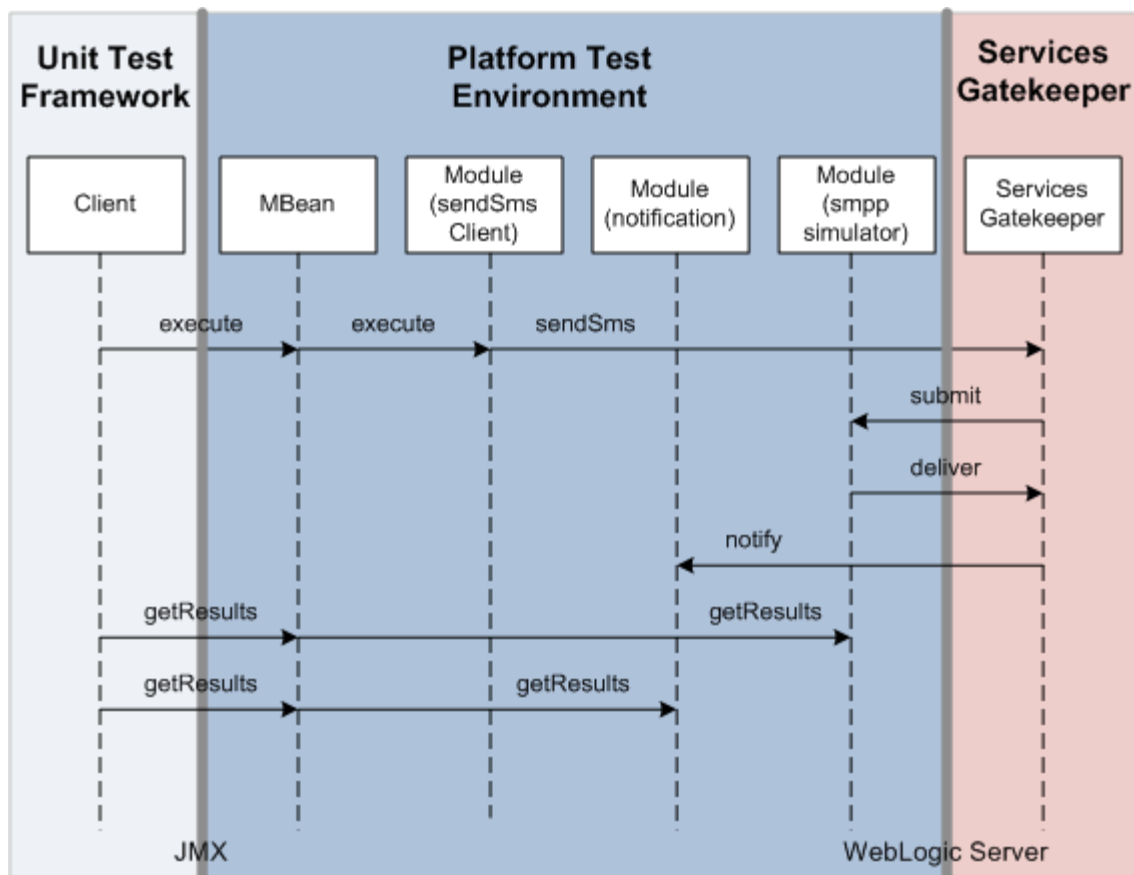 Unit Test
Framework
Platform Test
Environment
Services
Gatekeeper
Client
MBean
Module
(sendSms
Client)
Module
(notification)
Module
(smpp
simulator)
Services
Gatekeeper
execute
execute
sendSms
submit
deliver
notify
getResults
getResults
getResults
getResults
JMX
WebLogic Server